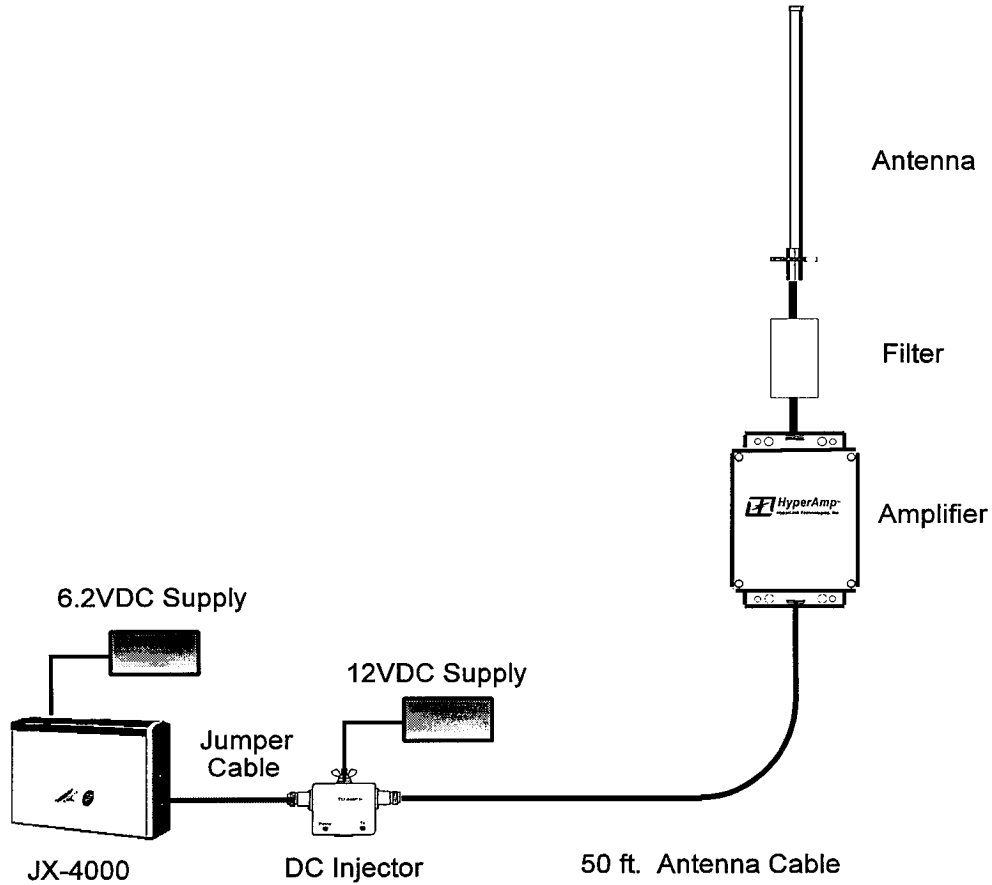 Antenna
Filter
HyperAmp
Amplifier
6.2VDC Supply
12VDC Supply
Jumper
Cable
JX-4000
DC Injector
50 ft. Antenna Cable